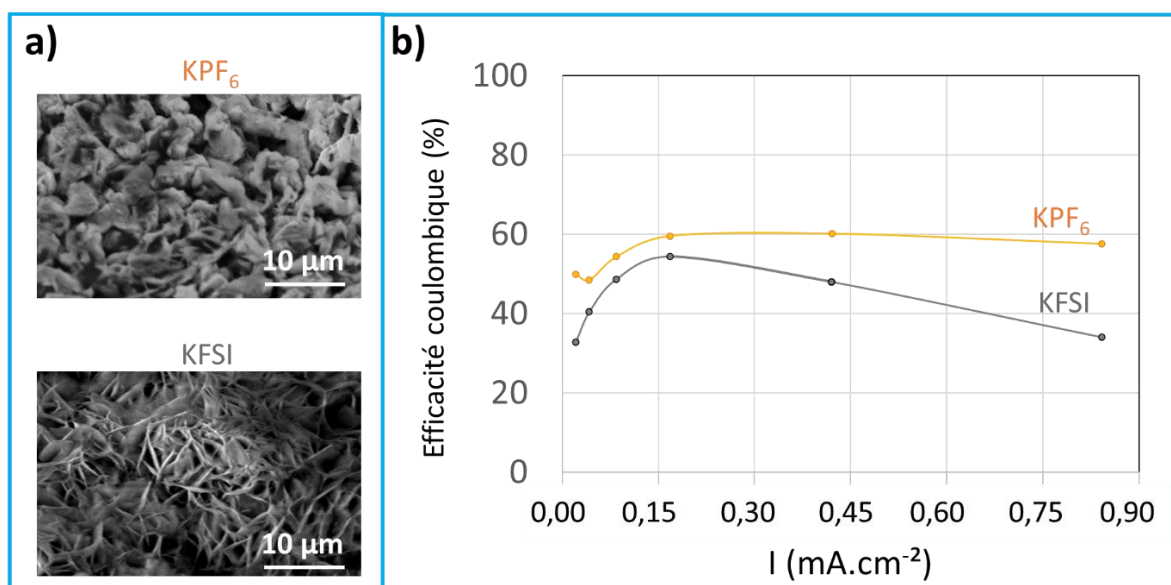 a)
KPF₆
10 µm
KFSI
10 µm
b)
Efficacité coulombique (%)
100
80
60
40
20
0
KPF₆
KFSI
0,00 0,15 0,30 0,45 0,60 0,75 0,90
I (mA.cm⁻²)